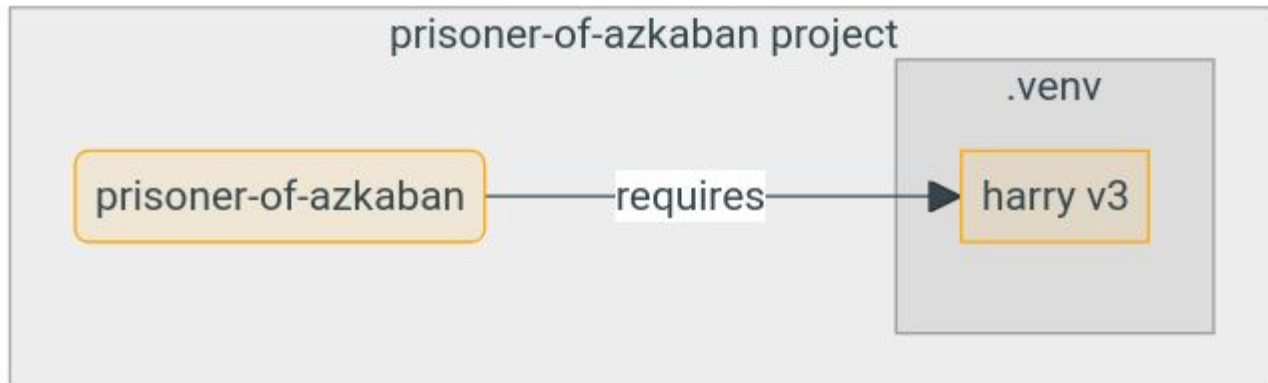 prisoner-of-azkaban project
.venv
prisoner-of-azkaban
requires
harry v3